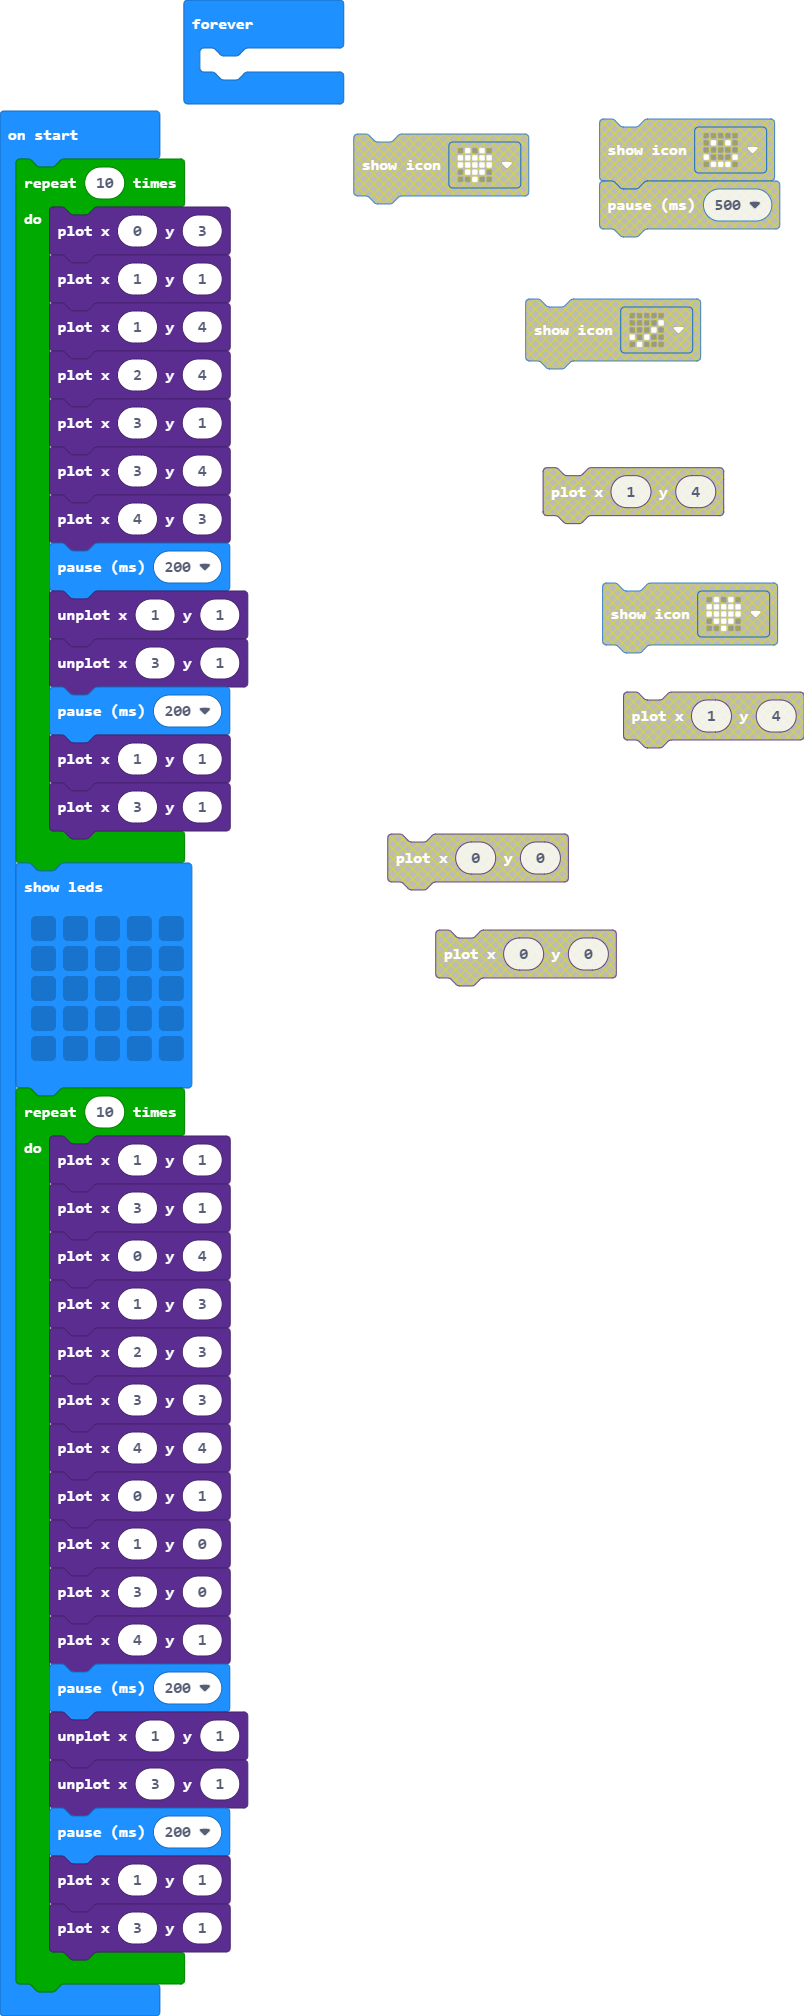 forever
on start
repeat 10 times
do
plot x 0 y 3
plot x 1 y 1
plot x 1 y 4
plot x 2 y 4
plot x 3 y 1
plot x 3 y 4
plot x 4 y 3
pause (ms) 200
unplot x 1 y 1
unplot x 3 y 1
pause (ms) 200
plot x 1 y 1
plot x 3 y 1
show leds
repeat 10 times
do
plot x 1 y 1
plot x 3 y 1
plot x 0 y 4
plot x 1 y 3
plot x 2 y 3
plot x 3 y 3
plot x 4 y 4
plot x 0 y 1
plot x 1 y 0
plot x 3 y 0
plot x 4 y 1
pause (ms) 200
unplot x 1 y 1
unplot x 3 y 1
pause (ms) 200
plot x 1 y 1
plot x 3 y 1
show icon
show icon
pause (ms) 500
show icon
plot x 1 y 4
show icon
plot x 1 y 4
plot x 0 y 0
plot x 0 y 0